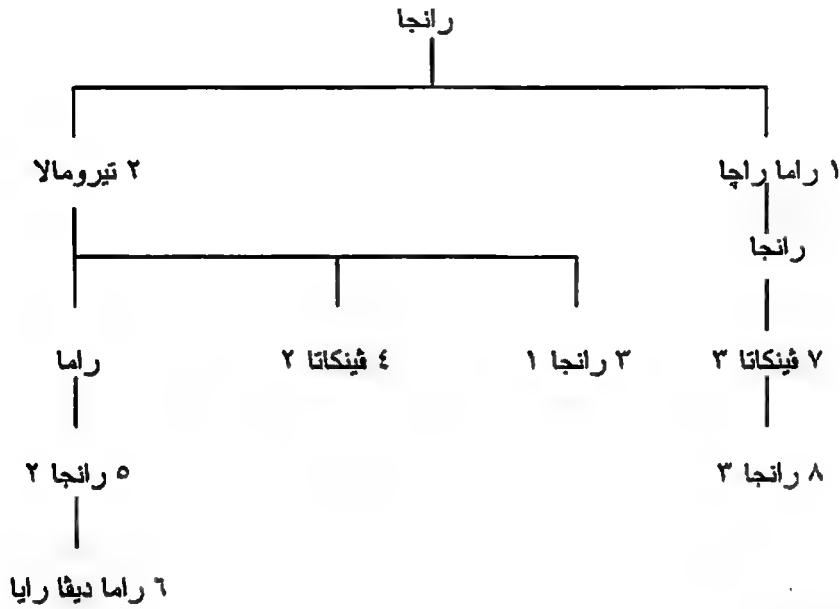 رانجا
١ راما راچا
٢ تيرومالا
رانجا
٧ ڤينكاتا ٣
٣ رانجا ١
٤ ڤينكاتا ٢
راما
٨ رانجا ٣
٥ رانجا ٢
٦ راما ديڤا رايا